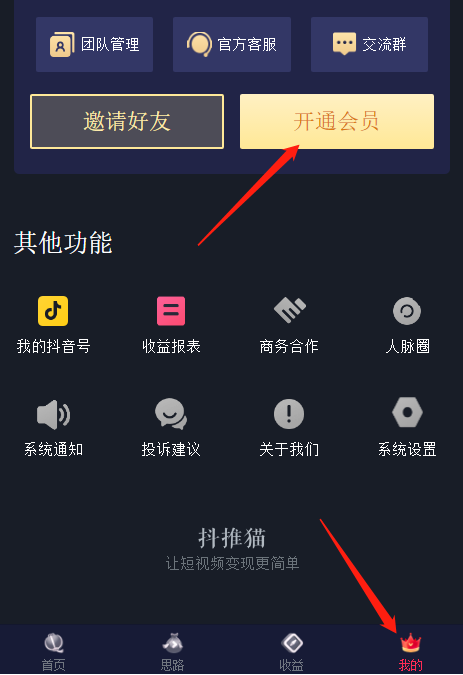 团队管理 官方客服 交流群
邀请好友 开通会员
其他功能
我的抖音号 收益报表 商务合作 人脉圈
系统通知 投诉建议 关于我们 系统设置
抖推猫
让短视频变现更简单
首页 思路 收益 我的